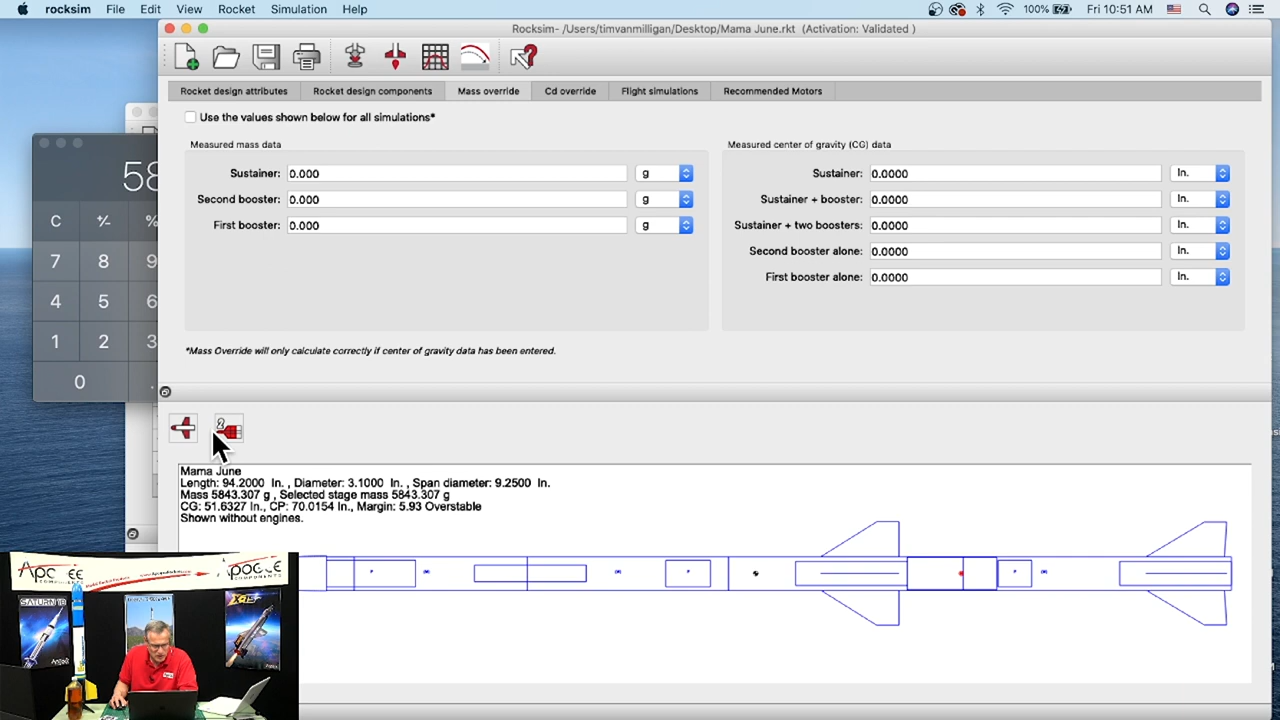 rocksim File Edit View Rocket Simulation Help
100% Fri 10:51 AM
Rocksim- /Users/timvanmilligan/Desktop/Mama June.rkt (Activation: Validated )
Rocket design attributes Rocket design components Mass override Cd override Flight simulations Recommended Motors
Use the values shown below for all simulations*
Measured mass data
Sustainer: 0.000 g
Second booster: 0.000 g
First booster: 0.000 g
Measured center of gravity (CG) data
Sustainer: 0.0000 In.
Sustainer + booster: 0.0000 In.
Sustainer + two boosters: 0.0000 In.
Second booster alone: 0.0000 In.
First booster alone: 0.0000 In.
*Mass Override will only calculate correctly if center of gravity data has been entered.
58
C +/- %
7 8 9
4 5 6
1 2 3
0 .
2
Mama June
Length: 94.2000 In. , Diameter: 3.1000 In. , Span diameter: 9.2500 In.
Mass 5843.307 g , Selected stage mass 5843.307 g
CG: 51.6327 In., CP: 70.0154 In., Margin: 5.93 Overstable
Shown without engines.
Apogee
COMPONENTS
Apogee
COMPONENTS
SATURN 1B